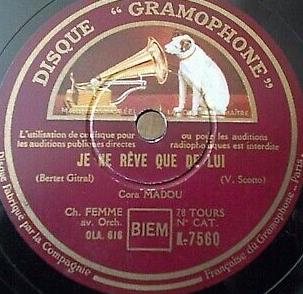 DISQUE "GRAMOPHONE"
L'utilisation de ce disque pour les auditions publiques directes
ou pour les auditions radiophoniques est interdite
JE NE RÊVE QUE DE LUI
(Bertet Gitral)
(V. Scotto)
Cora MADOU
Ch. FEMME
av. Orch.
OLA. 616
BIEM
78 TOURS
N° CAT.
K-7560
Disque Fabriqué par la Compagnie Française du Gramophone, Paris